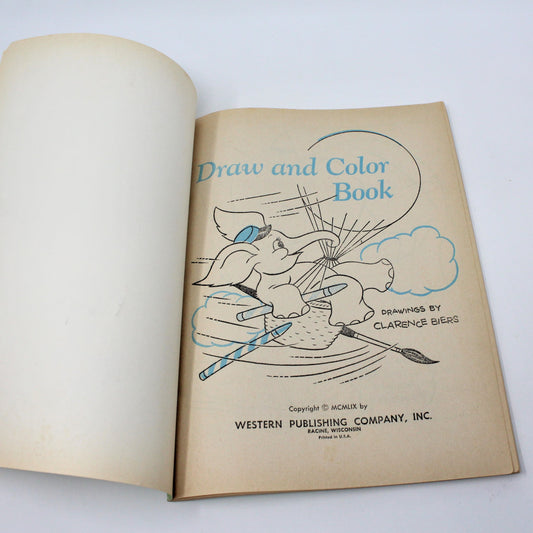 Draw and Color
Book
DRAWINGS BY
CLARENCE BIERS
Copyright © MCMLIX by
WESTERN PUBLISHING COMPANY, INC.
RACINE, WISCONSIN
Printed in U.S.A.